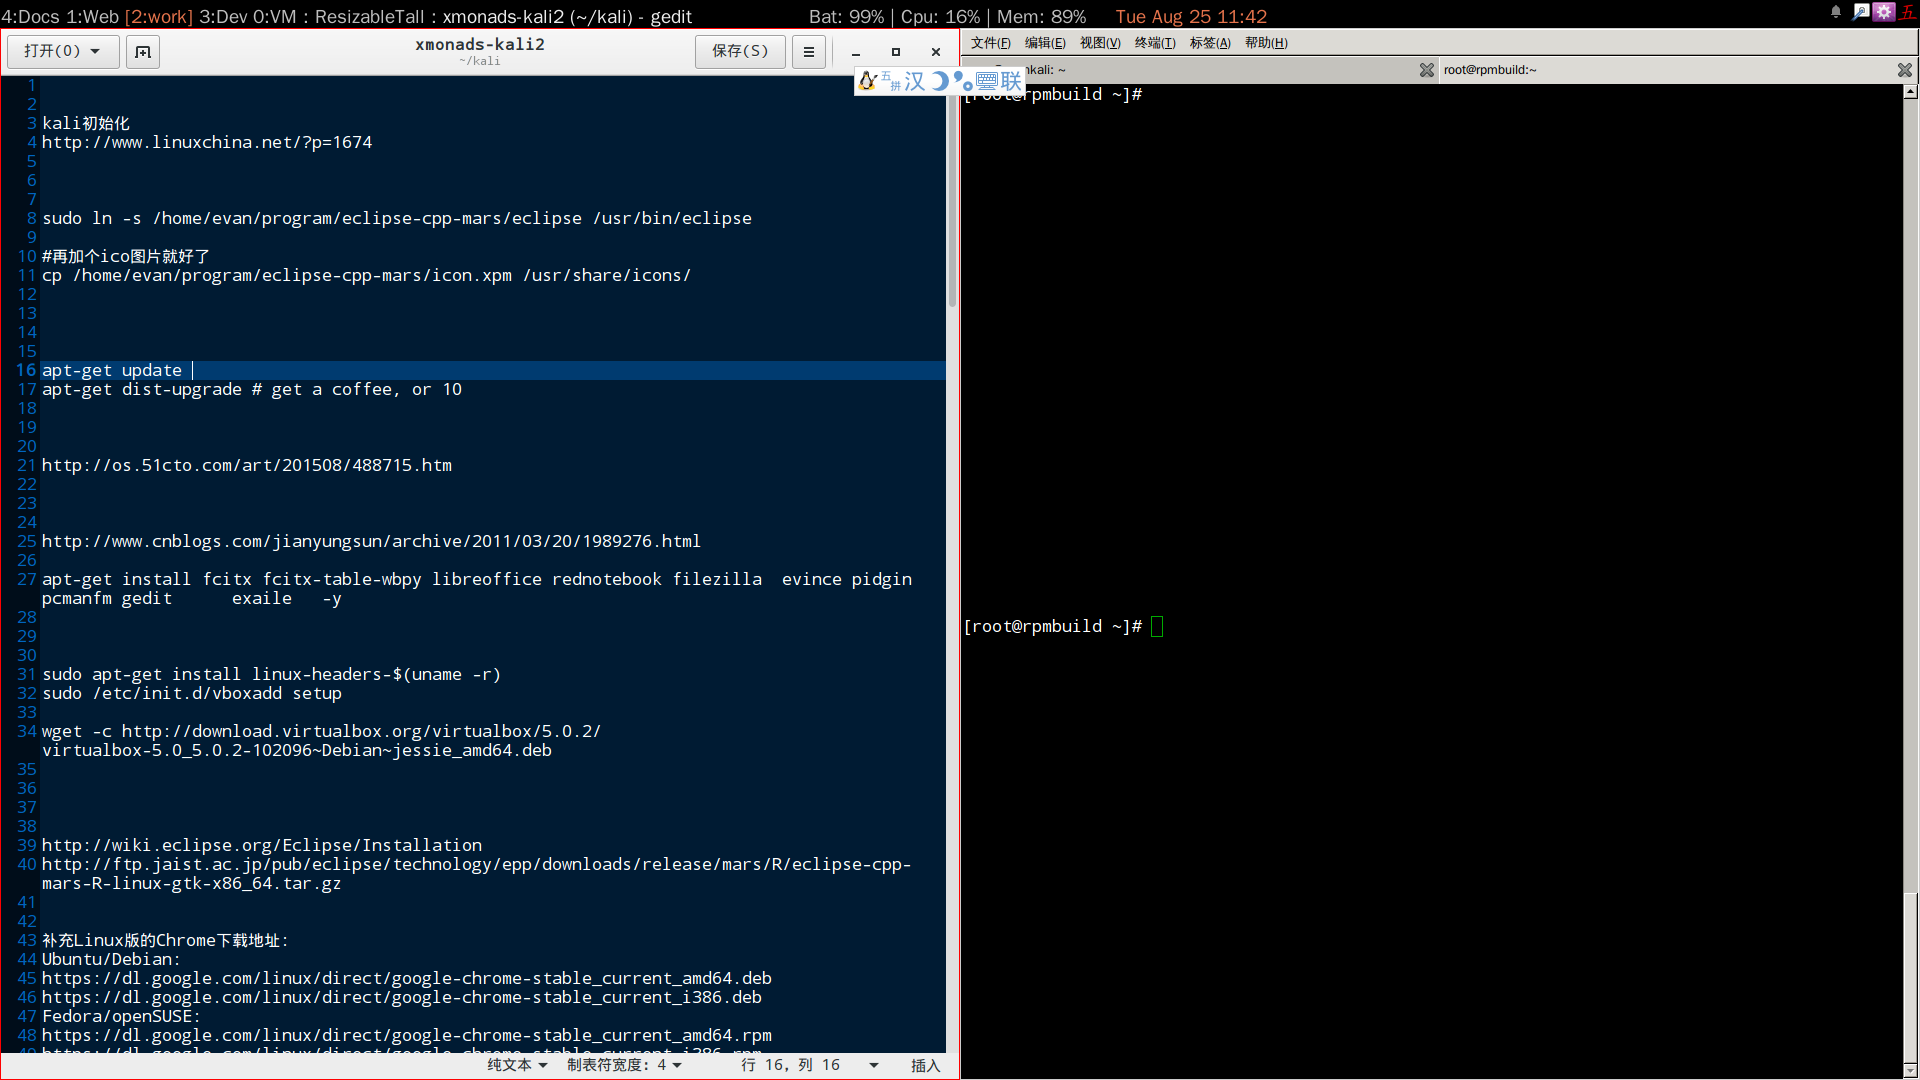 4:Docs 1:Web [2:work] 3:Dev 0:VM : ResizableTall : xmonads-kali2 (~/kali) - gedit
Bat: 99% | Cpu: 16% | Mem: 89% Tue Aug 25 11:42
五
打开(O)
xmonads-kali2
~/kali
保存(S)
文件(F) 编辑(E) 视图(V) 终端(T) 标签(A) 帮助(H)
五拼 汉 联
kali: ~
root@rpmbuild:~
1
2
3 kali初始化
4 http://www.linuxchina.net/?p=1674
5
6
7
8 sudo ln -s /home/evan/program/eclipse-cpp-mars/eclipse /usr/bin/eclipse
9
10 #再加个ico图片就好了
11 cp /home/evan/program/eclipse-cpp-mars/icon.xpm /usr/share/icons/
12
13
14
15
16 apt-get update
17 apt-get dist-upgrade # get a coffee, or 10
18
19
20
21 http://os.51cto.com/art/201508/488715.htm
22
23
24
25 http://www.cnblogs.com/jianyungsun/archive/2011/03/20/1989276.html
26
27 apt-get install fcitx fcitx-table-wbpy libreoffice rednotebook filezilla  evince pidgin
pcmanfm gedit      exaile   -y
28
29
30
31 sudo apt-get install linux-headers-$(uname -r)
32 sudo /etc/init.d/vboxadd setup
33
34 wget -c http://download.virtualbox.org/virtualbox/5.0.2/
virtualbox-5.0_5.0.2-102096~Debian~jessie_amd64.deb
35
36
37
38
39 http://wiki.eclipse.org/Eclipse/Installation
40 http://ftp.jaist.ac.jp/pub/eclipse/technology/epp/downloads/release/mars/R/eclipse-cpp-
mars-R-linux-gtk-x86_64.tar.gz
41
42
43 补充Linux版的Chrome下载地址:
44 Ubuntu/Debian:
45 https://dl.google.com/linux/direct/google-chrome-stable_current_amd64.deb
46 https://dl.google.com/linux/direct/google-chrome-stable_current_i386.deb
47 Fedora/openSUSE:
48 https://dl.google.com/linux/direct/google-chrome-stable_current_amd64.rpm
49 https://dl.google.com/linux/direct/google-chrome-stable_current_i386.rpm
纯文本 制表符宽度: 4 行 16, 列 16 插入
[root@rpmbuild ~]#
[root@rpmbuild ~]#